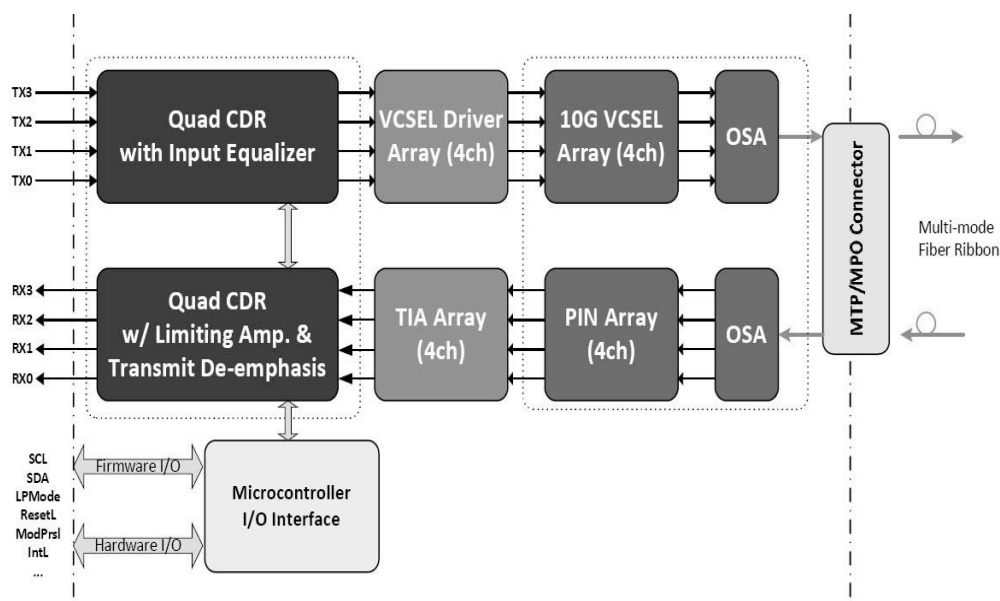 TX3
TX2
TX1
TX0
Quad CDR
with Input Equalizer
VCSEL Driver
Array (4ch)
10G VCSEL
Array (4ch)
OSA
MTP/MPO Connector
Multi-mode
Fiber Ribbon
RX3
RX2
RX1
RX0
Quad CDR
w/ Limiting Amp. &
Transmit De-emphasis
TIA Array
(4ch)
PIN Array
(4ch)
OSA
SCL
SDA
LPMode
ResetL
ModPrsl
IntL
...
Firmware I/O
Hardware I/O
Microcontroller
I/O Interface